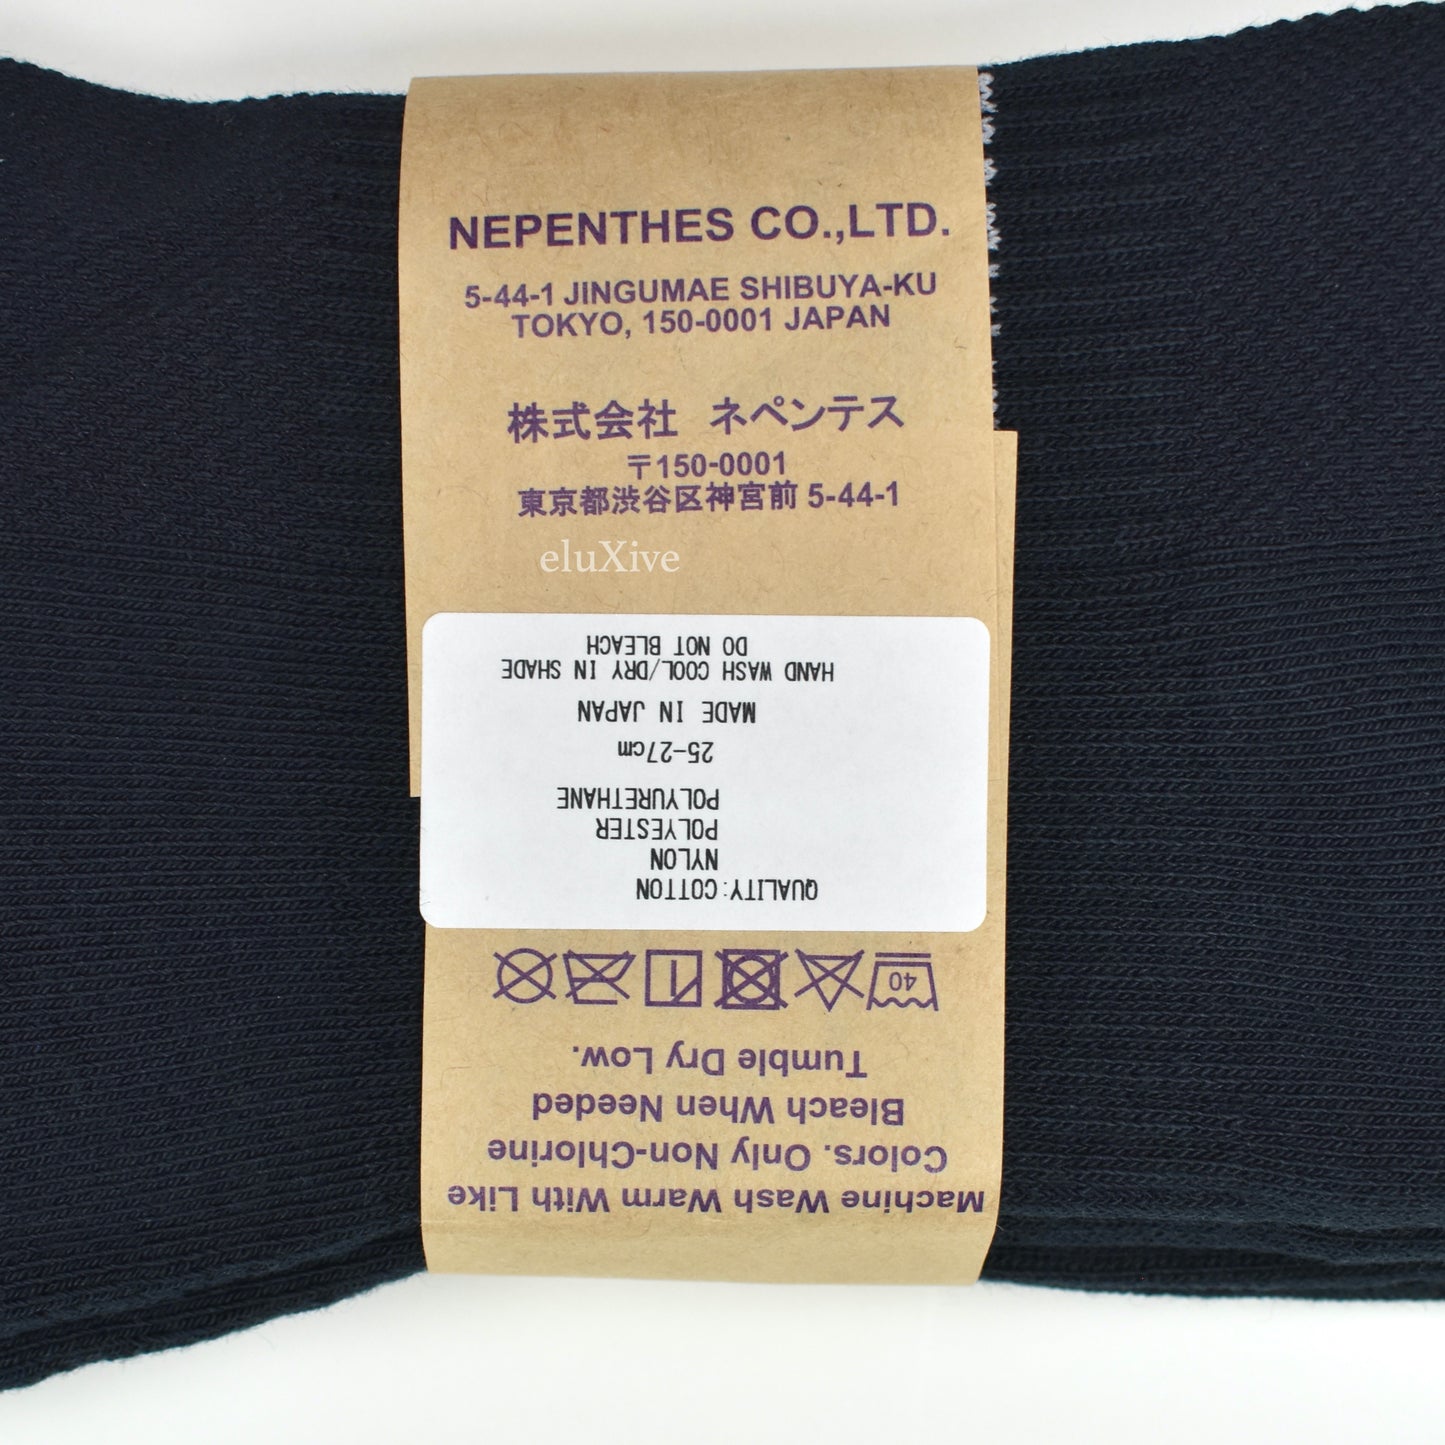 NEPENTHES CO.,LTD.
5-44-1 JINGUMAE SHIBUYA-KU
TOKYO, 150-0001 JAPAN
株式会社 ネペンテス
〒150-0001
東京都渋谷区神宮前 5-44-1
eluXive
QUALITY:COTTON
NYLON
POLYESTER
POLYURETHANE
25-27cm
MADE IN JAPAN
HAND WASH COOL/DRY IN SHADE
DO NOT BLEACH
Machine Wash Warm With Like
Colors. Only Non-Chlorine
Bleach When Needed
Tumble Dry Low.
40